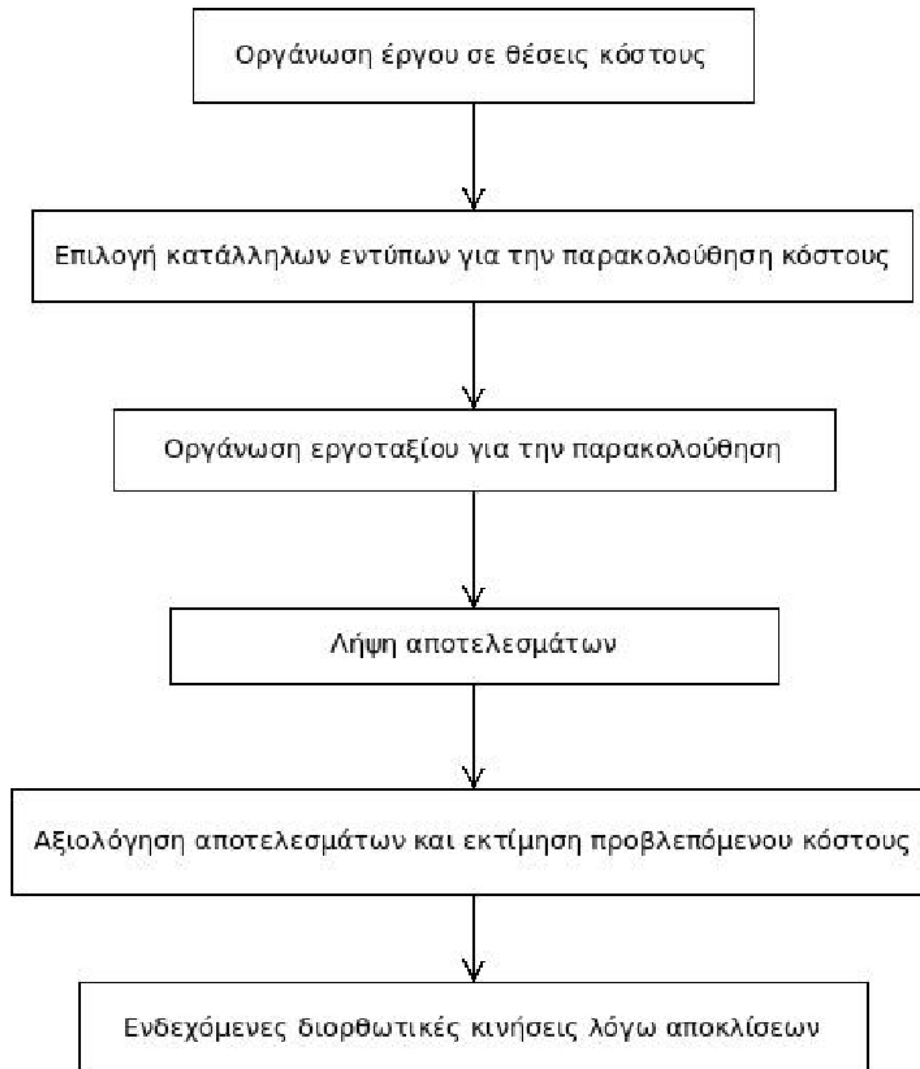 Οργάνωση έργου σε θέσεις κόστους
Επιλογή κατάλληλων εντύπων για την παρακολούθηση κόστους
Οργάνωση εργοταξίου για την παρακολούθηση
Λήψη αποτελεσμάτων
Αξιολόγηση αποτελεσμάτων και εκτίμηση προβλεπόμενου κόστους
Ενδεχόμενες διορθωτικές κινήσεις λόγω αποκλίσεων